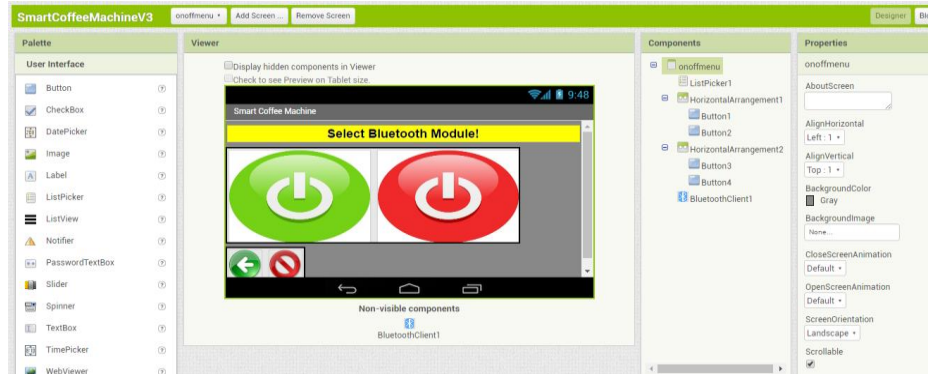 SmartCoffeeMachineV3
onoffmenu
Add Screen ...
Remove Screen
Designer
Palette
User Interface
Button
CheckBox
DatePicker
Image
Label
ListPicker
ListView
Notifier
PasswordTextBox
Slider
Spinner
TextBox
TimePicker
WebViewer
Viewer
Display hidden components in Viewer
Check to see Preview on Tablet size.
9:48
Smart Coffee Machine
Select Bluetooth Module!
Non-visible components
BluetoothClient1
Components
onoffmenu
ListPicker1
HorizontalArrangement1
Button1
Button2
HorizontalArrangement2
Button3
Button4
BluetoothClient1
Properties
onoffmenu
AboutScreen
AlignHorizontal
Left : 1
AlignVertical
Top : 1
BackgroundColor
Gray
BackgroundImage
None...
CloseScreenAnimation
Default
OpenScreenAnimation
Default
ScreenOrientation
Landscape
Scrollable